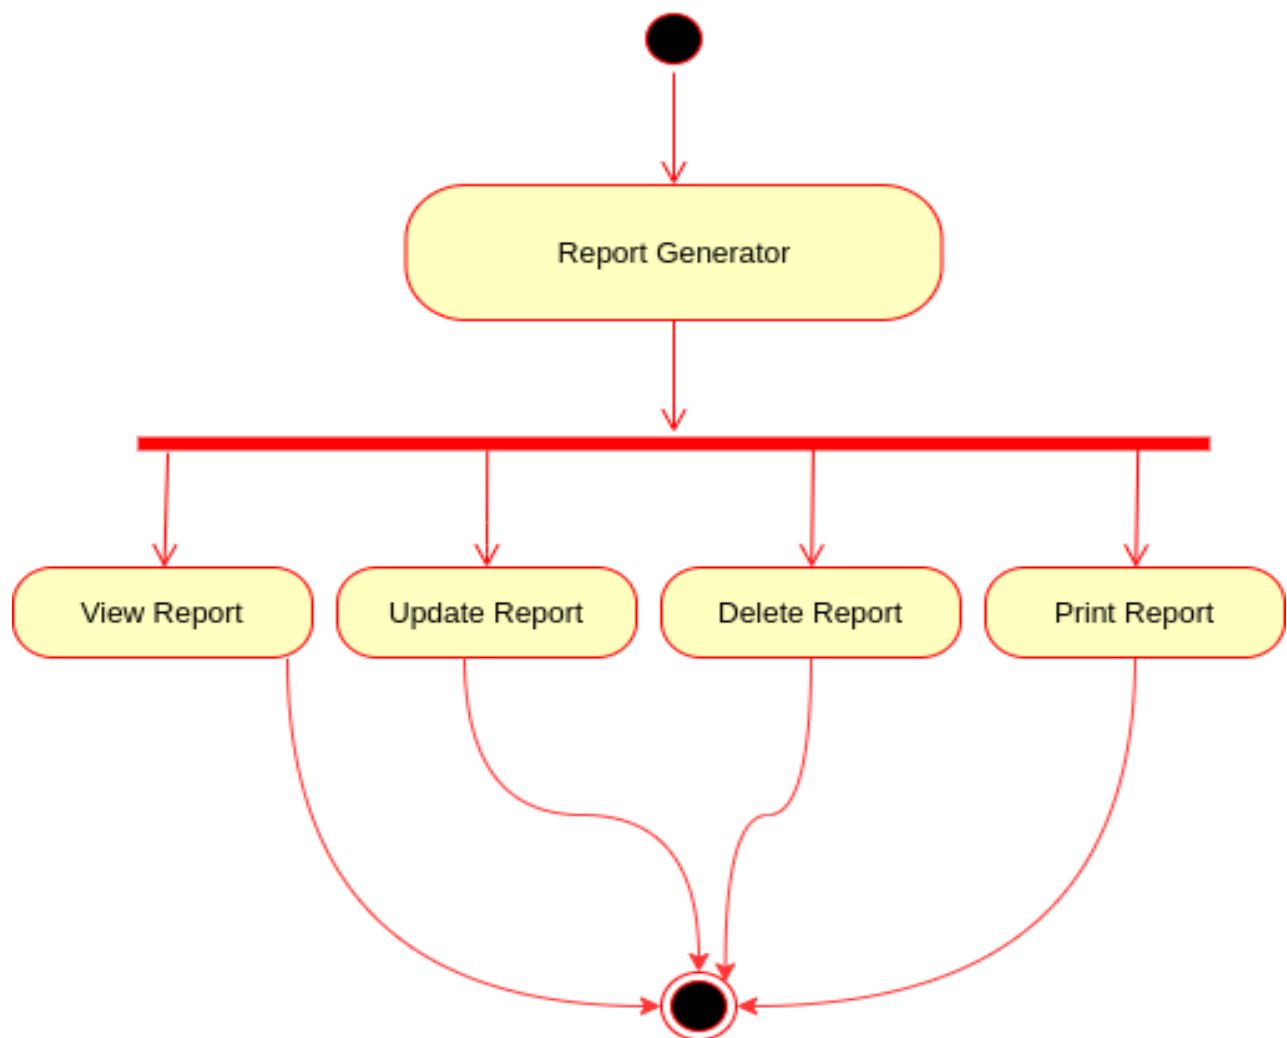 Report Generator
View Report
Update Report
Delete Report
Print Report